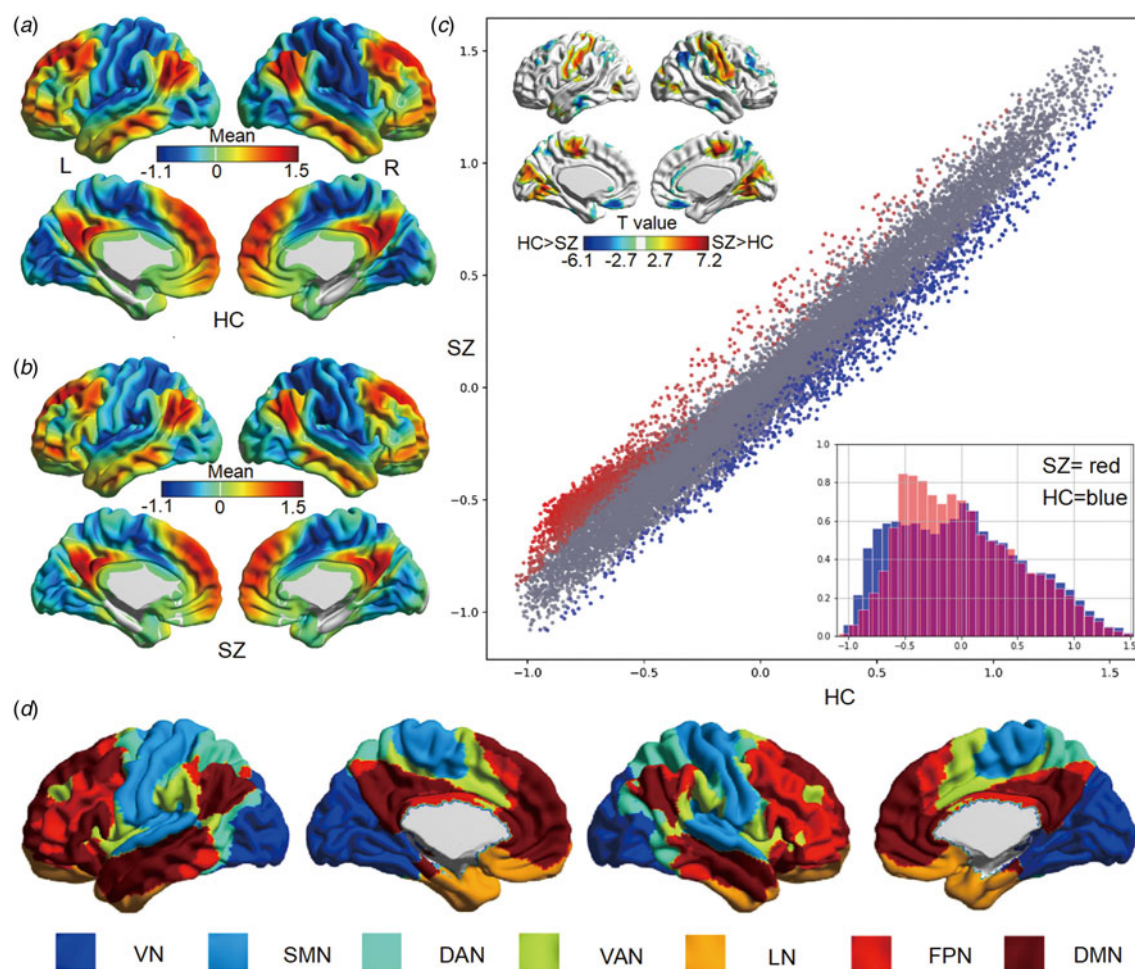 (a)
Mean
L
R
-1.1
0
1.5
HC
(b)
Mean
-1.1
0
1.5
SZ
(c)
1.5
1.0
0.5
0.0
−0.5
−1.0
SZ
T value
HC>SZ
SZ>HC
-6.1
-2.7
2.7
7.2
1.0
0.8
0.6
0.4
0.2
0.0
SZ= red
HC=blue
-1.0
-0.5
0.0
0.5
1.0
1.5
−1.0
−0.5
0.0
0.5
1.0
1.5
HC
(d)
VN
SMN
DAN
VAN
LN
FPN
DMN